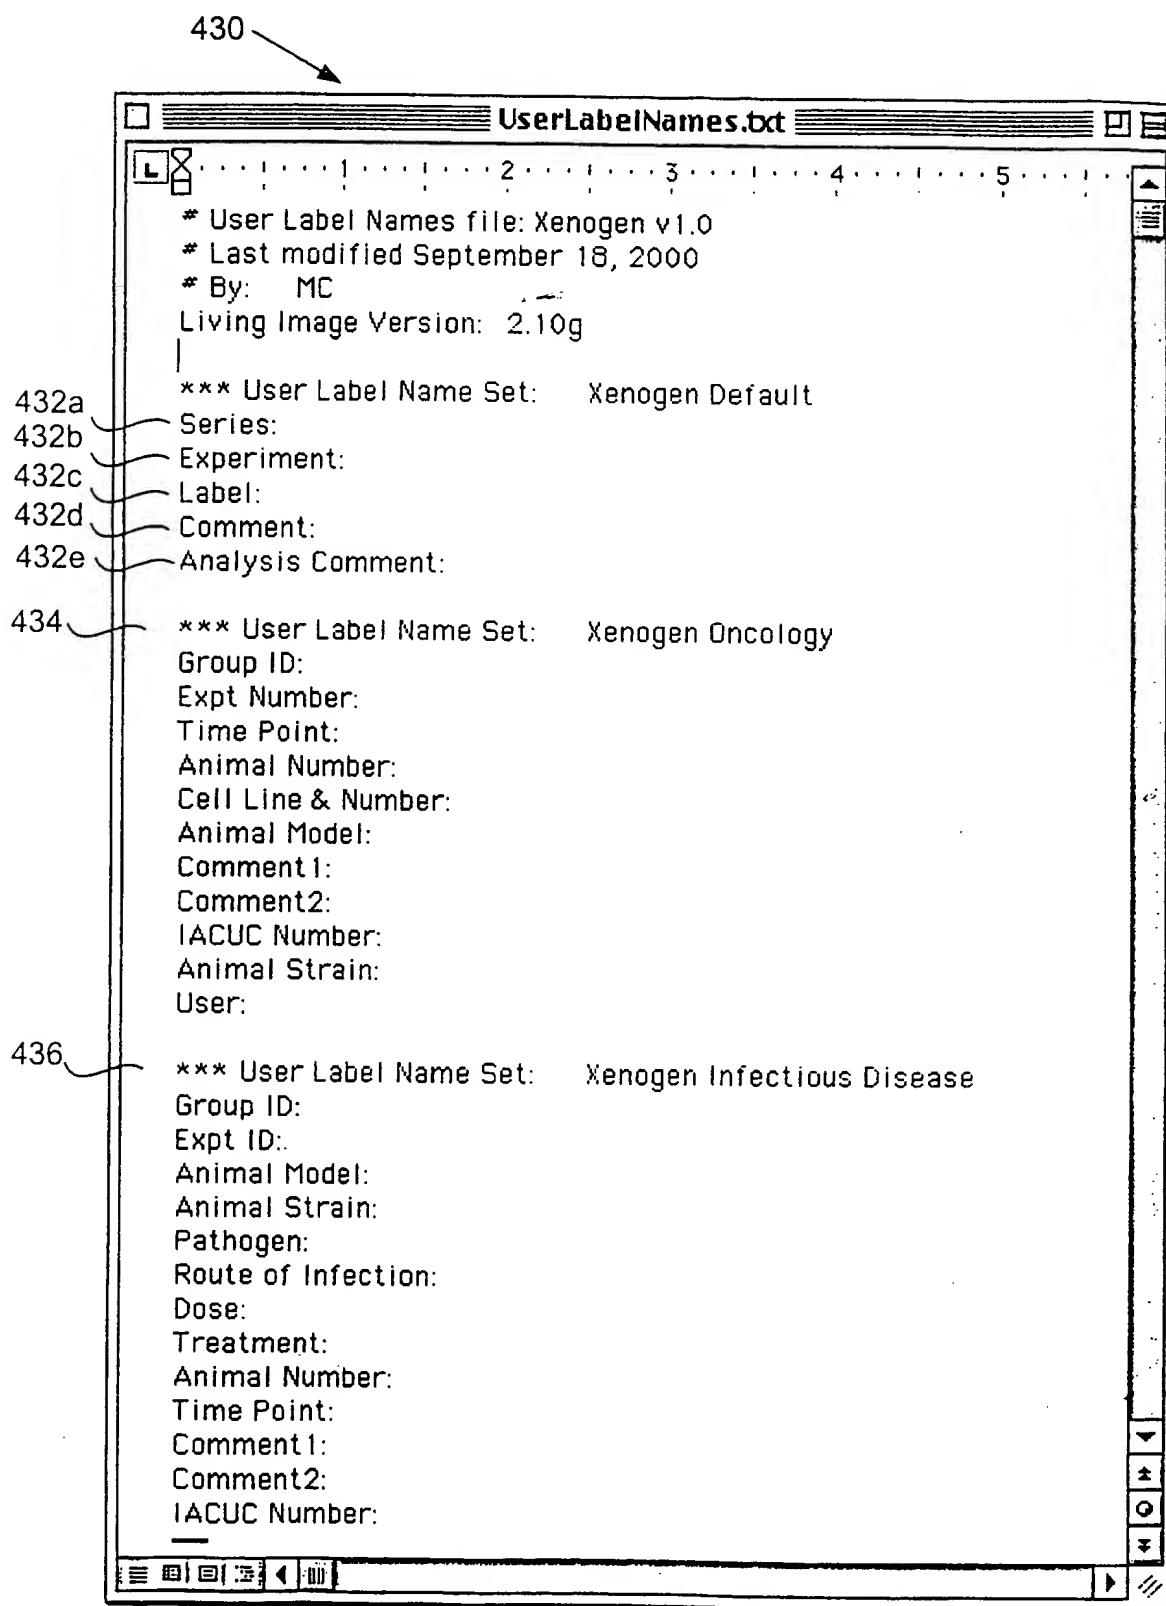 430
UserLabelNames.txt
L 1 2 3 4 5
# User Label Names file: Xenogen v1.0
# Last modified September 18, 2000
# By: MC
Living Image Version: 2.10g
*** User Label Name Set: Xenogen Default
432a Series:
432b Experiment:
432c Label:
432d Comment:
432e Analysis Comment:
434 *** User Label Name Set: Xenogen Oncology
Group ID:
Expt Number:
Time Point:
Animal Number:
Cell Line & Number:
Animal Model:
Comment1:
Comment2:
IACUC Number:
Animal Strain:
User:
436 *** User Label Name Set: Xenogen Infectious Disease
Group ID:
Expt ID:
Animal Model:
Animal Strain:
Pathogen:
Route of Infection:
Dose:
Treatment:
Animal Number:
Time Point:
Comment1:
Comment2:
IACUC Number: